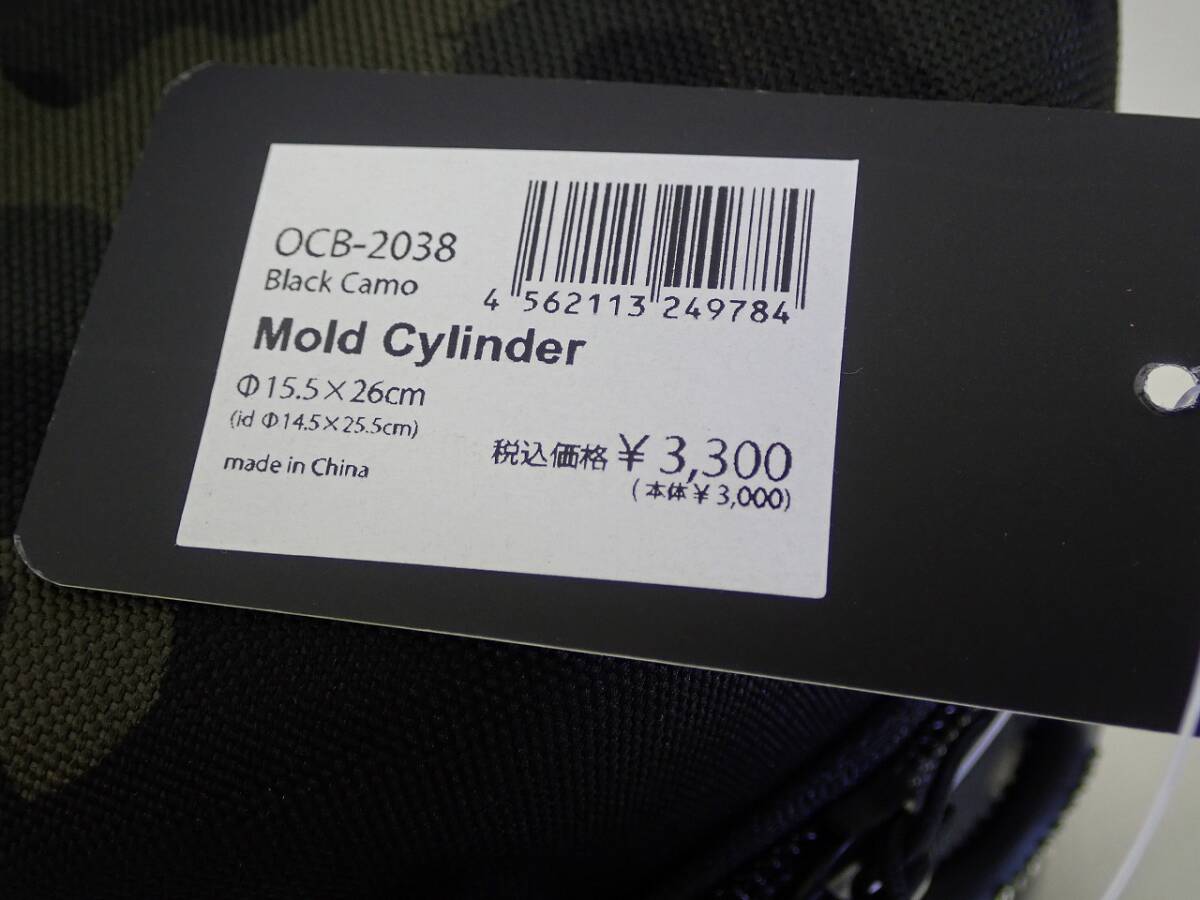 OCB-2038
Black Camo
4 562113 249784
Mold Cylinder
Φ15.5×26cm
(id Φ14.5×25.5cm)
made in China
税込価格 ¥3,300
(本体¥3,000)